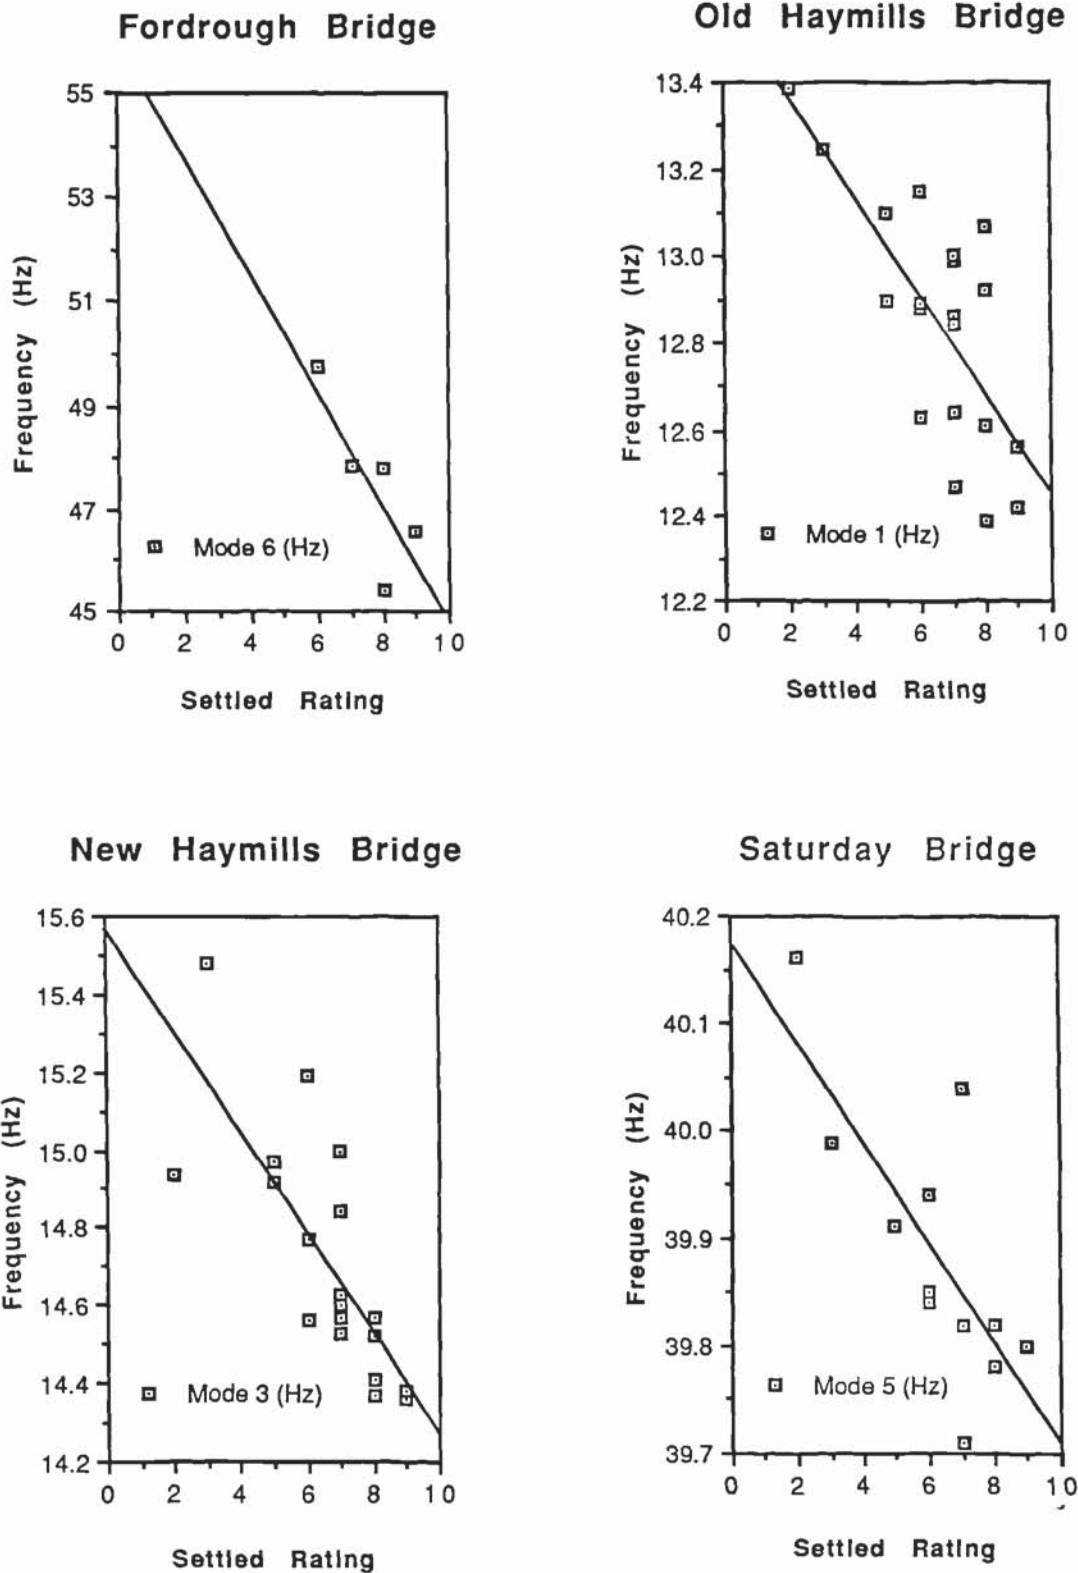 Fordrough Bridge
55
53
51
49
47
45
Frequency (Hz)
Mode 6 (Hz)
0 2 4 6 8 10
Settled Rating
Old Haymills Bridge
13.4
13.2
13.0
12.8
12.6
12.4
12.2
Frequency (Hz)
Mode 1 (Hz)
0 2 4 6 8 10
Settled Rating
New Haymills Bridge
15.6
15.4
15.2
15.0
14.8
14.6
14.4
14.2
Frequency (Hz)
Mode 3 (Hz)
0 2 4 6 8 10
Settled Rating
Saturday Bridge
40.2
40.1
40.0
39.9
39.8
39.7
Frequency (Hz)
Mode 5 (Hz)
0 2 4 6 8 10
Settled Rating